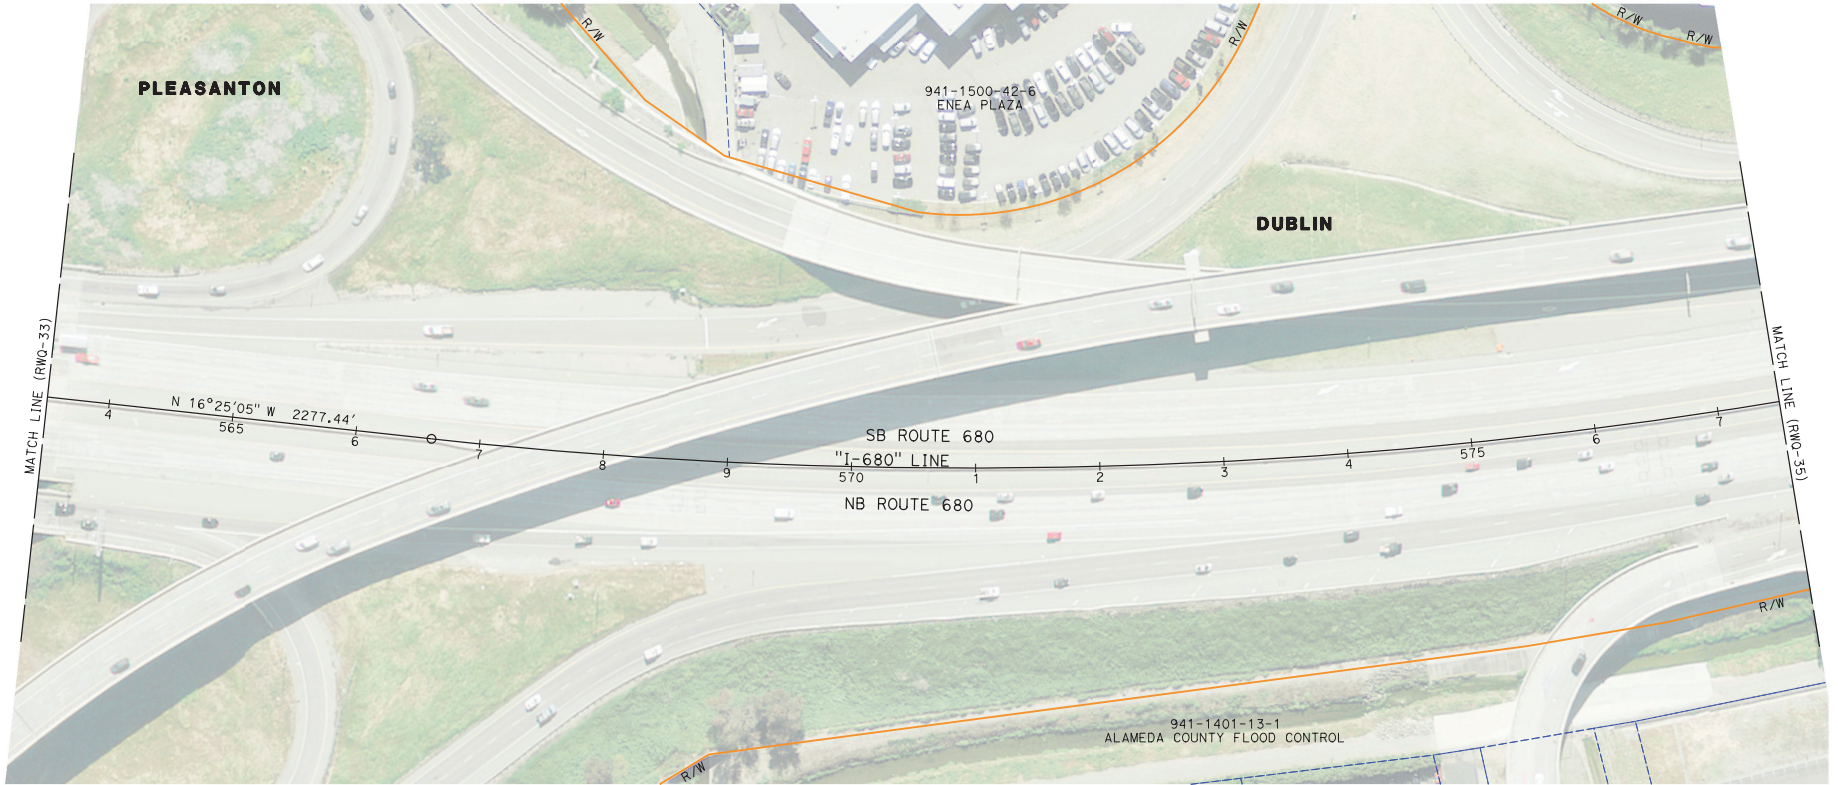 R/W
R/W
R/W
R/W
PLEASANTON
941-1500-42-6
ENEA PLAZA
DUBLIN
MATCH LINE (RWQ-33)
MATCH LINE (RWQ-35)
N 16°25'05" W 2277.44'
4
565
6
7
8
9
570
1
2
3
4
575
6
7
SB ROUTE 680
"I-680" LINE
NB ROUTE 680
R/W
941-1401-13-1
ALAMEDA COUNTY FLOOD CONTROL
R/W